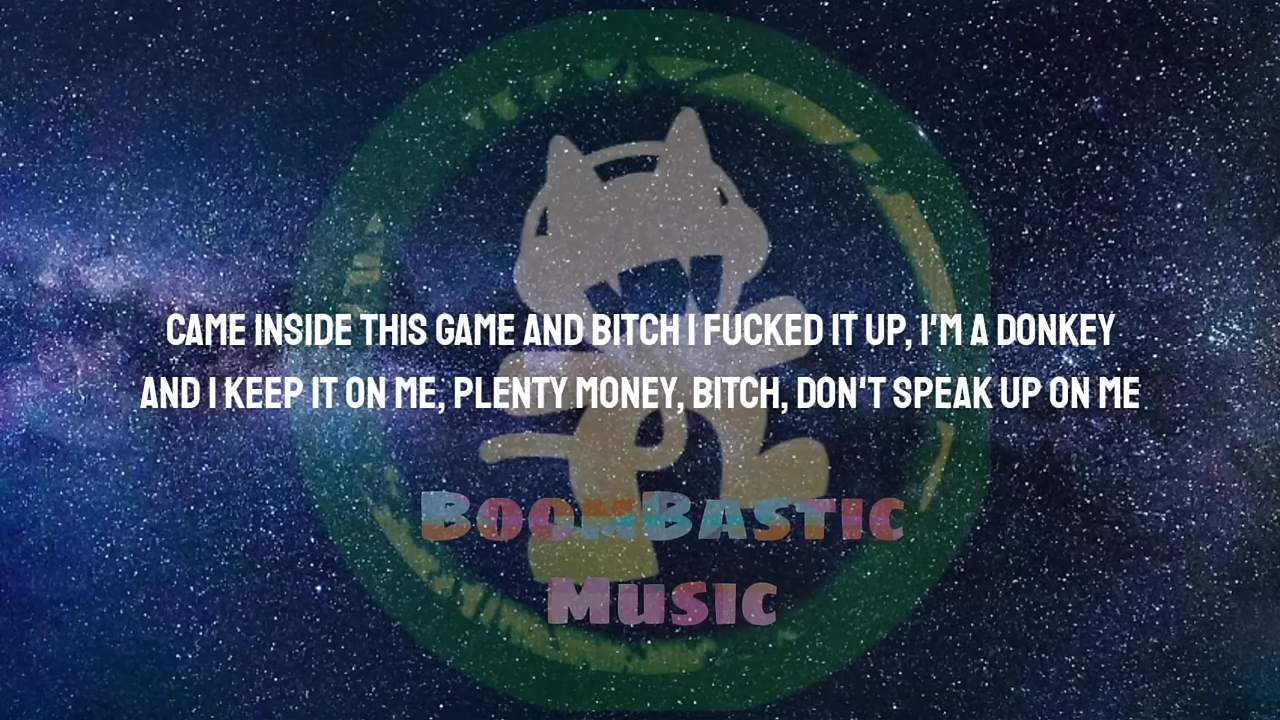 CAME INSIDE THIS GAME AND BITCH I FUCKED IT UP, I'M A DONKEY
AND I KEEP IT ON ME, PLENTY MONEY, BITCH, DON'T SPEAK UP ON ME
BOOMBASTIC
MUSIC